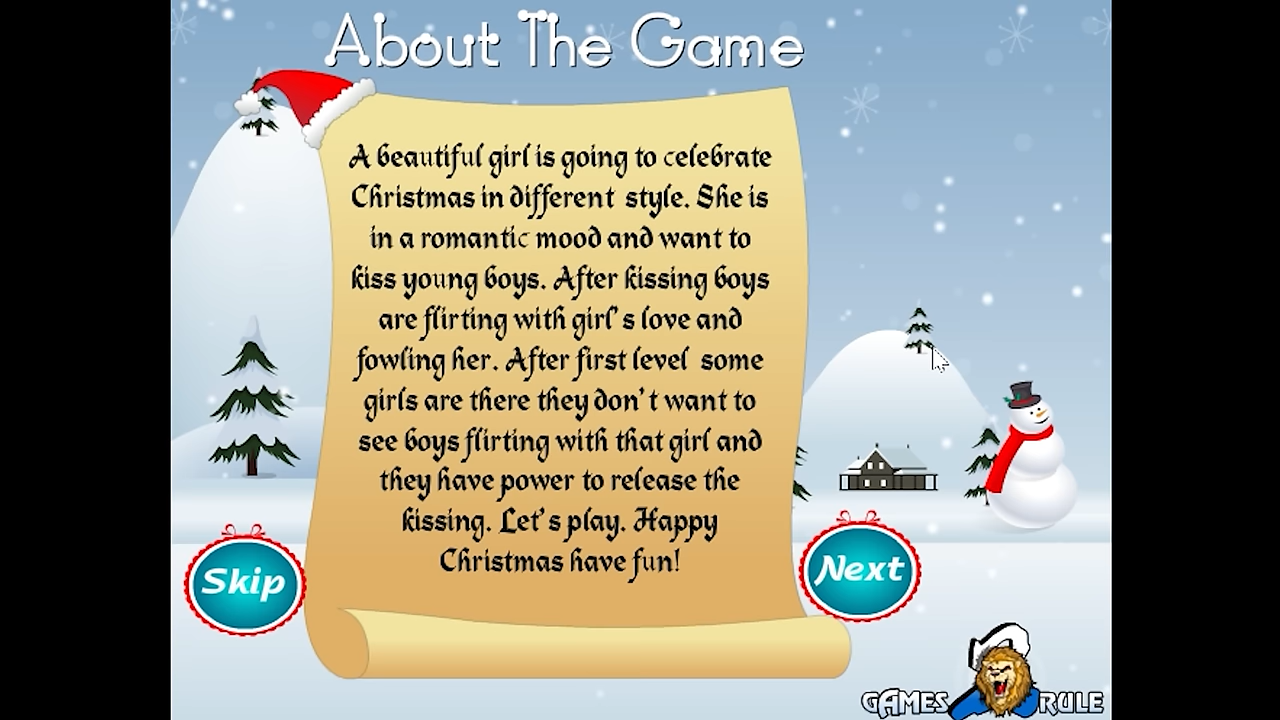 About The Game
A beautiful girl is going to celebrate
Christmas in different style. She is
in a romantic mood and want to
kiss young boys. After kissing boys
are flirting with girl's love and
fowling her. After first level some
girls are there they don't want to
see boys flirting with that girl and
they have power to release the
kissing. Let's play. Happy
Christmas have fun!
Skip
Next
GAMES RULE